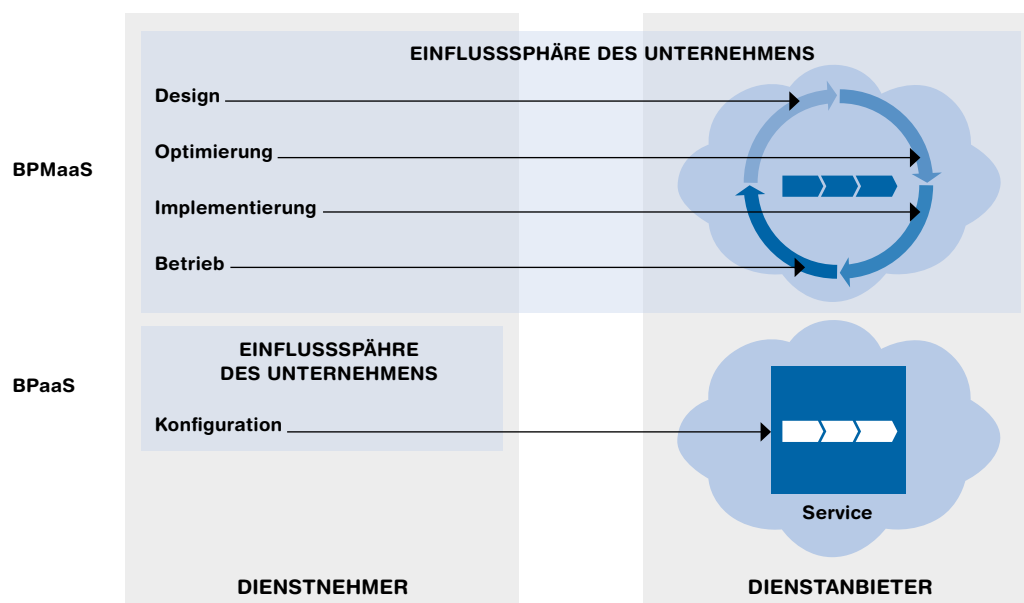 EINFLUSSSPHÄRE DES UNTERNEHMENS
Design
Optimierung
BPMaaS
Implementierung
Betrieb
EINFLUSSSPÄHRE
DES UNTERNEHMENS
BPaaS
Konfiguration
Service
DIENSTNEHMER
DIENSTANBIETER